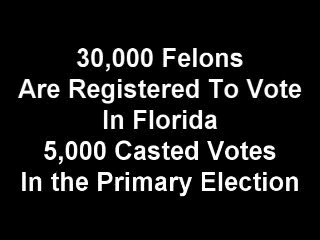 30,000 Felons
Are Registered To Vote
In Florida
5,000 Casted Votes
In the Primary Election